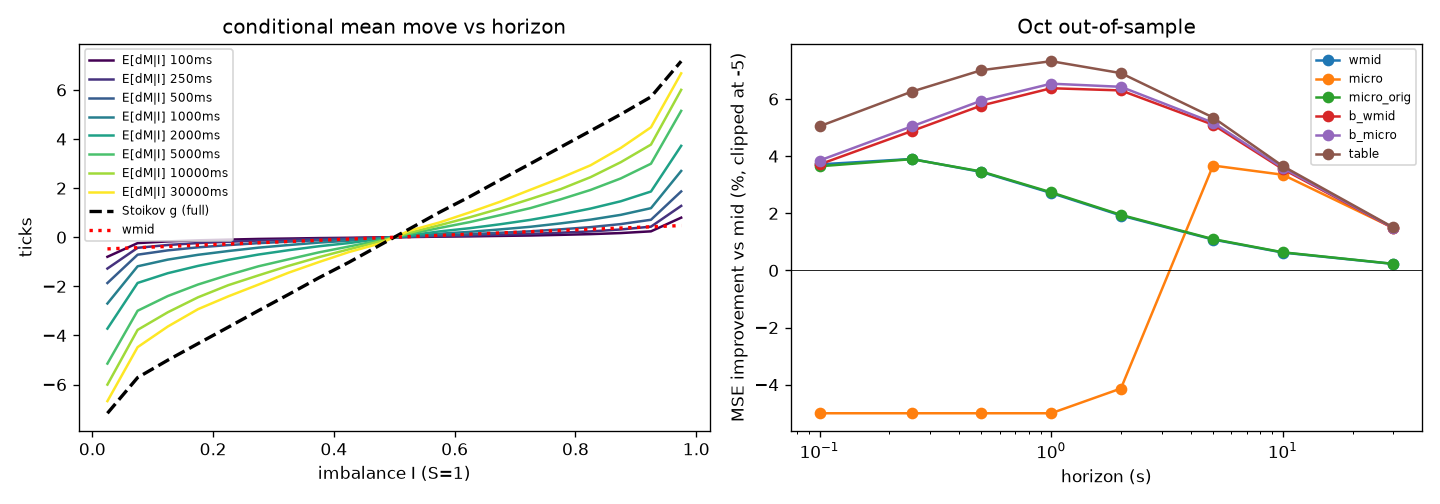 conditional mean move vs horizon
E[dM|I] 100ms
E[dM|I] 250ms
E[dM|I] 500ms
E[dM|I] 1000ms
E[dM|I] 2000ms
E[dM|I] 5000ms
E[dM|I] 10000ms
E[dM|I] 30000ms
Stoikov g (full)
wmid
6
4
2
0
−2
−4
−6
ticks
0.0 0.2 0.4 0.6 0.8 1.0
imbalance I (S=1)
Oct out-of-sample
wmid
micro
micro_orig
b_wmid
b_micro
table
6
4
2
0
−2
−4
MSE improvement vs mid (%, clipped at -5)
10⁻¹ 10⁰ 10¹
horizon (s)